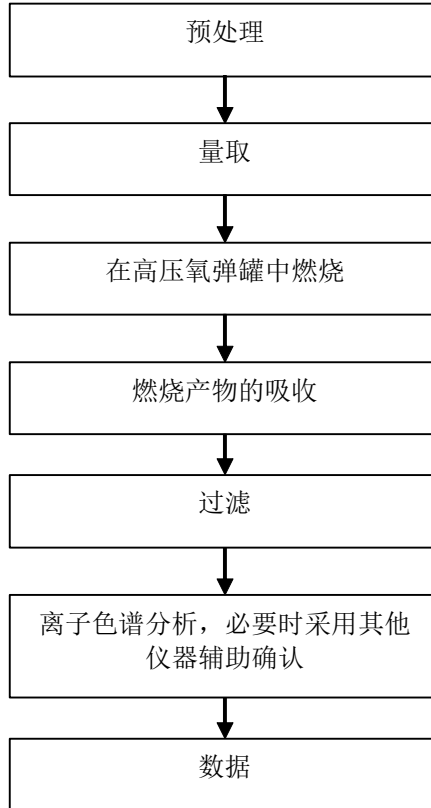 预处理
量取
在高压氧弹罐中燃烧
燃烧产物的吸收
过滤
离子色谱分析，必要时采用其他
仪器辅助确认
数据